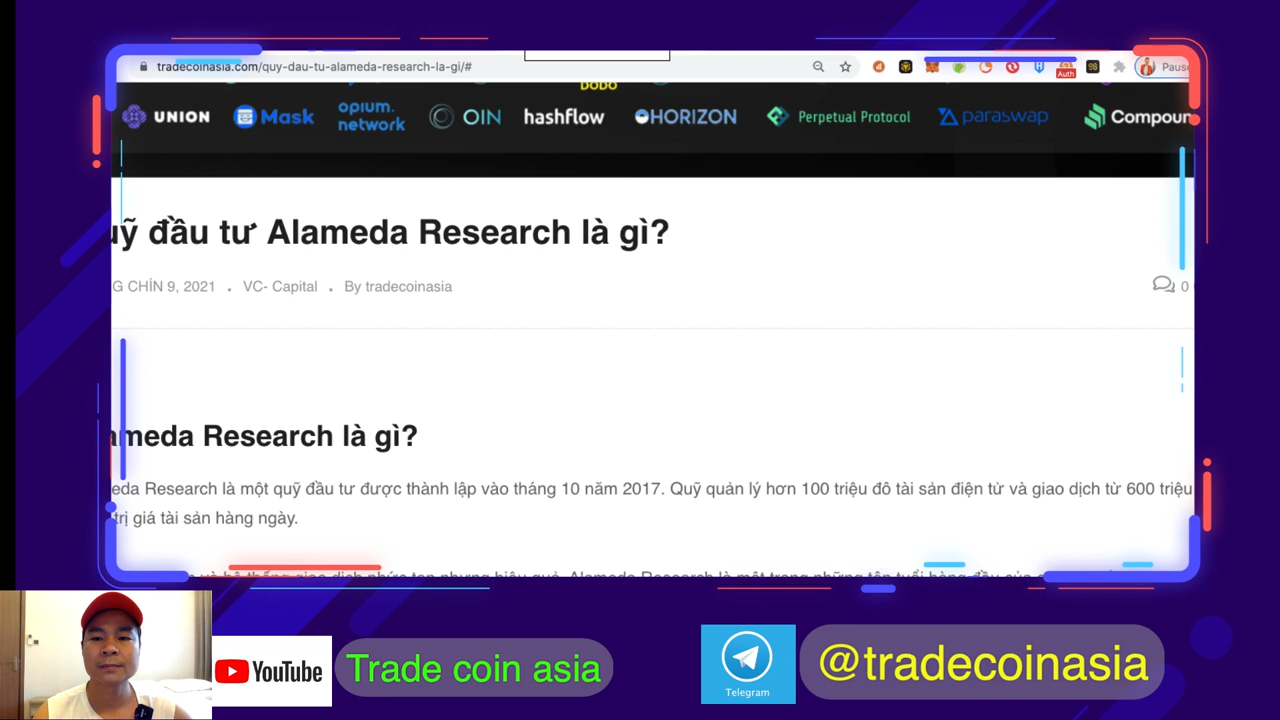 tradecoinasia.com/quy-dau-tu-alameda-research-la-gi/#
Auth
98
Paus
DODO
UNION
Mask
opium.
network
OIN
hashflow
HORIZON
Perpetual Protocol
paraswap
Compoun
uỹ đầu tư Alameda Research là gì?
G CHÍN 9, 2021 . VC- Capital . By tradecoinasia
0
ameda Research là gì?
eda Research là một quỹ đầu tư được thành lập vào tháng 10 năm 2017. Quỹ quản lý hơn 100 triệu đô tài sản điện tử và giao dịch từ 600 triệu
trị giá tài sản hàng ngày.
YouTube
Trade coin asia
Telegram
@tradecoinasia